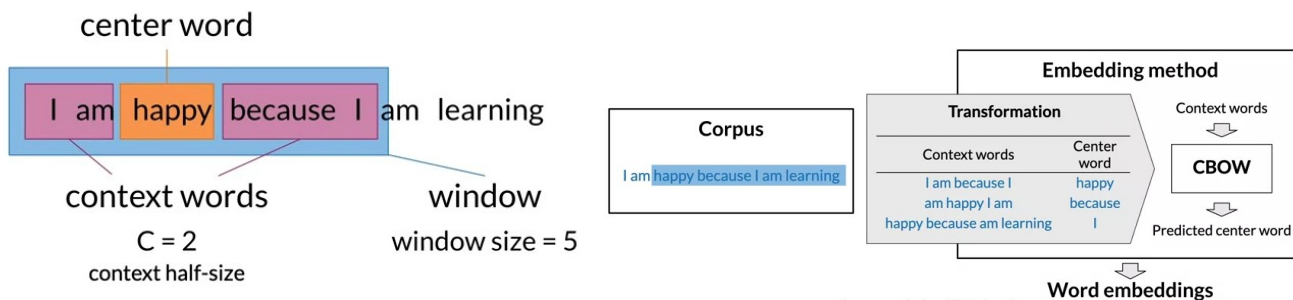 center word
I am happy because I am learning
context words
window
C = 2
window size = 5
context half-size
Corpus
I am happy because I am learning
Embedding method
Transformation
Context words
Center
word
I am because I
happy
am happy I am
because
happy because am learning
I
Context words
CBOW
Predicted center word
Word embeddings